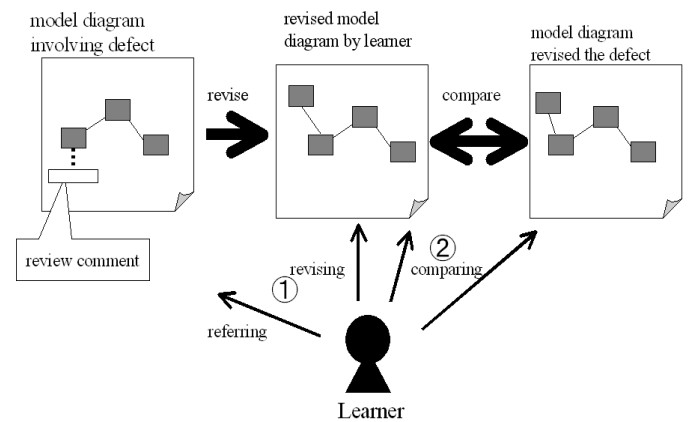 model diagram
involving defect
revised model
diagram by learner
model diagram
revised the defect
revise
compare
review comment
①
revising
②
comparing
referring
Learner